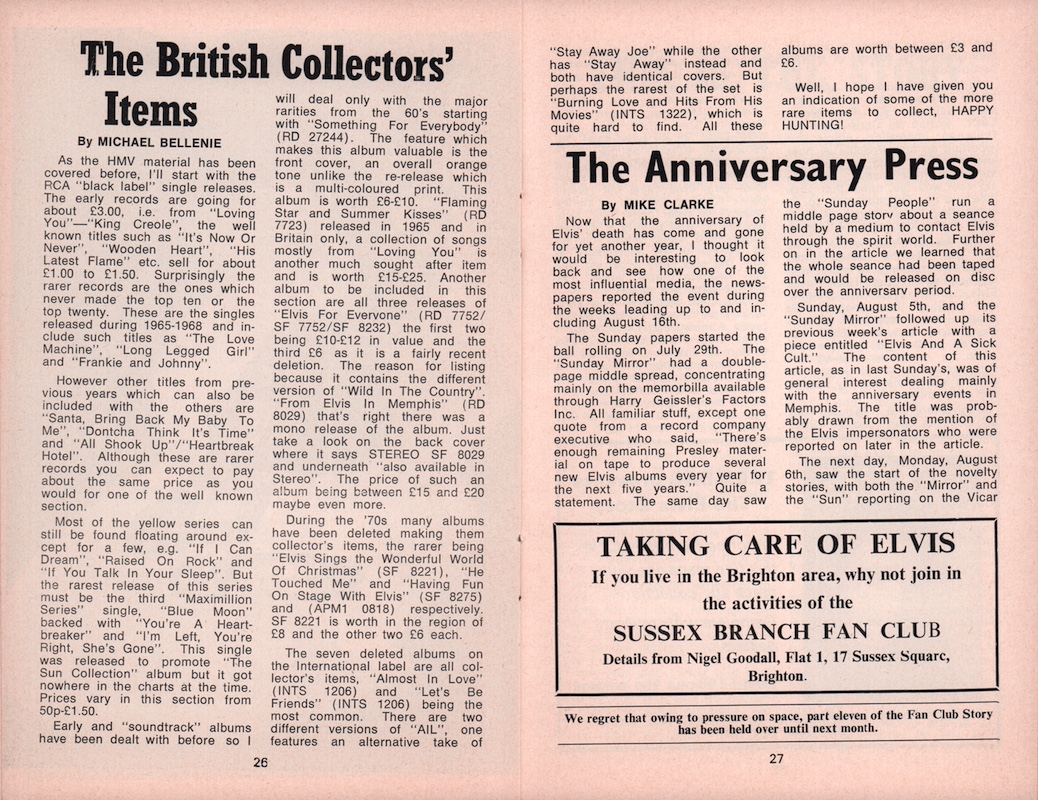 The British Collectors'
Items
By MICHAEL BELLENIE
As the HMV material has been
covered before, I'll start with the
RCA "black label" single releases.
The early records are going for
about £3.00, i.e. from "Loving
You"—"King Creole", the well
known titles such as "It's Now Or
Never", "Wooden Heart", "His
Latest Flame" etc. sell for about
£1.00 to £1.50. Surprisingly the
rarer records are the ones which
never made the top ten or the
top twenty. These are the singles
released during 1965-1968 and in-
clude such titles as "The Love
Machine", "Long Legged Girl"
and "Frankie and Johnny".
However other titles from pre-
vious years which can also be
included with the others are
"Santa, Bring Back My Baby To
Me", "Dontcha Think It's Time"
and "All Shook Up"/"Heartbreak
Hotel". Although these are rarer
records you can expect to pay
about the same price as you
would for one of the well known
section.
Most of the yellow series can
still be found floating around ex-
cept for a few, e.g. "If I Can
Dream", "Raised On Rock" and
"If You Talk In Your Sleep". But
the rarest release of this series
must be the third "Maximillion
Series" single, "Blue Moon"
backed with "You're A Heart-
breaker" and "I'm Left, You're
Right, She's Gone". This single
was released to promote "The
Sun Collection" album but it got
nowhere in the charts at the time.
Prices vary in this section from
50p-£1.50.
Early and "soundtrack" albums
have been dealt with before so I
will deal only with the major
rarities from the 60's starting
with "Something For Everybody"
(RD 27244). The feature which
makes this album valuable is the
front cover, an overall orange
tone unlike the re-release which
is a multi-coloured print. This
album is worth £6-£10. "Flaming
Star and Summer Kisses" (RD
7723) released in 1965 and in
Britain only, a collection of songs
mostly from "Loving You" is
another much sought after item
and is worth £15-£25. Another
album to be included in this
section are all three releases of
"Elvis For Everyone" (RD 7752/
SF 7752/SF 8232) the first two
being £10-£12 in value and the
third £6 as it is a fairly recent
deletion. The reason for listing
because it contains the different
version of "Wild In The Country".
"From Elvis In Memphis" (RD
8029) that's right there was a
mono release of the album. Just
take a look on the back cover
where it says STEREO SF 8029
and underneath "also available in
Stereo". The price of such an
album being between £15 and £20
maybe even more.
During the '70s many albums
have been deleted making them
collector's items, the rarer being
"Elvis Sings the Wonderful World
Of Christmas" (SF 8221), "He
Touched Me" and "Having Fun
On Stage With Elvis" (SF 8275)
and (APM1 0818) respectively.
SF 8221 is worth in the region of
£8 and the other two £6 each.
The seven deleted albums on
the International label are all col-
lector's items, "Almost In Love"
(INTS 1206) and "Let's Be
Friends" (INTS 1206) being the
most common. There are two
different versions of "AIL", one
features an alternative take of
26
"Stay Away Joe" while the other
has "Stay Away" instead and
both have identical covers. But
perhaps the rarest of the set is
"Burning Love and Hits From His
Movies" (INTS 1322), which is
quite hard to find. All these
albums are worth between £3 and
£6.
Well, I hope I have given you
an indication of some of the more
rare items to collect, HAPPY
HUNTING!
The Anniversary Press
By MIKE CLARKE
Now that the anniversary of
Elvis' death has come and gone
for yet another year, I thought it
would be interesting to look
back and see how one of the
most influential media, the news-
papers reported the event during
the weeks leading up to and in-
cluding August 16th.
The Sunday papers started the
ball rolling on July 29th. The
"Sunday Mirror" had a double-
page middle spread, concentrating
mainly on the memorbilla available
through Harry Geissler's Factors
Inc. All familiar stuff, except one
quote from a record company
executive who said, "There's
enough remaining Presley mater-
ial on tape to produce several
new Elvis albums every year for
the next five years." Quite a
statement. The same day saw
the "Sunday People" run a
middle page story about a seance
held by a medium to contact Elvis
through the spirit world. Further
on in the article we learned that
the whole seance had been taped
and would be released on disc
over the anniversary period.
Sunday, August 5th, and the
"Sunday Mirror" followed up its
previous week's article with a
piece entitled "Elvis And A Sick
Cult." The content of this
article, as in last Sunday's, was of
general interest dealing mainly
with the anniversary events in
Memphis. The title was prob-
ably drawn from the mention of
the Elvis impersonators who were
reported on later in the article.
The next day, Monday, August
6th, saw the start of the novelty
stories, with both the "Mirror" and
the "Sun" reporting on the Vicar
TAKING CARE OF ELVIS
If you live in the Brighton area, why not join in
the activities of the
SUSSEX BRANCH FAN CLUB
Details from Nigel Goodall, Flat 1, 17 Sussex Square,
Brighton.
We regret that owing to pressure on space, part eleven of the Fan Club Story
has been held over until next month.
27